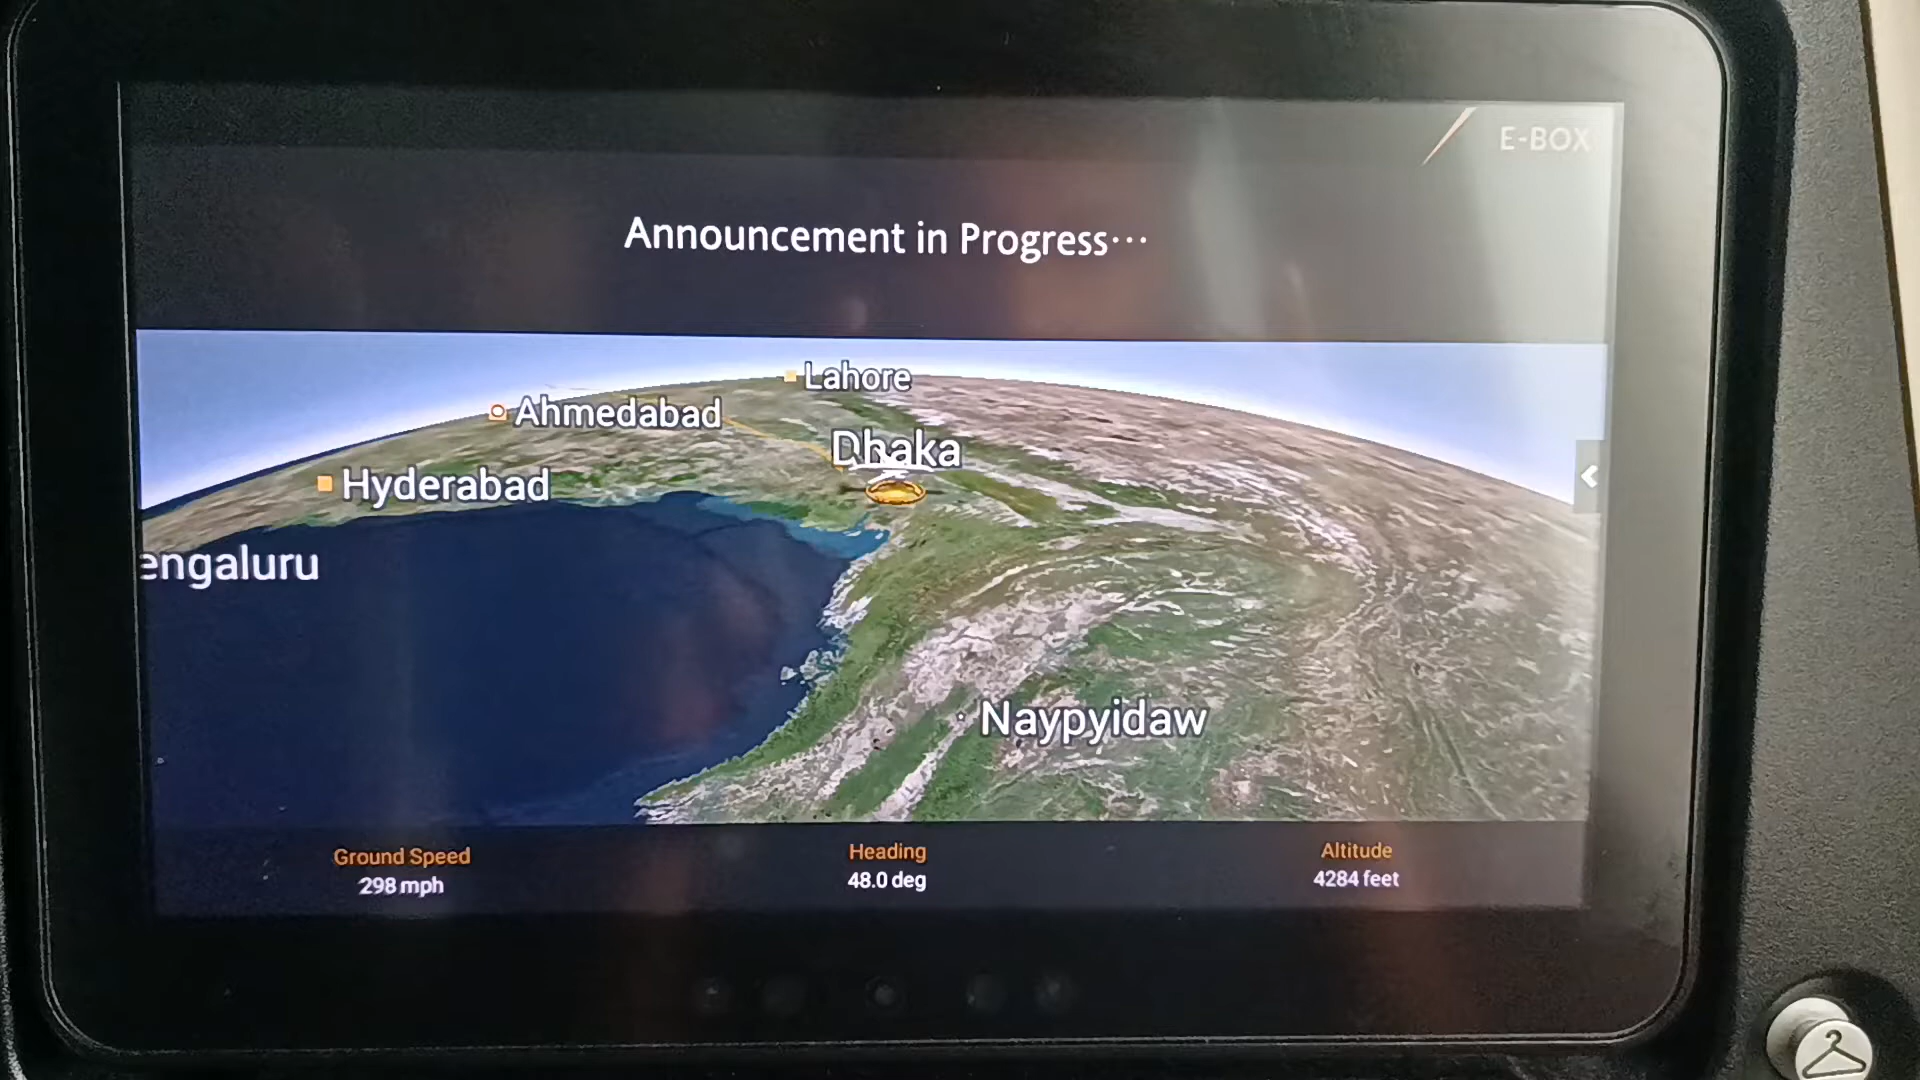 E-BOX
Announcement in Progress···
Lahore
Ahmedabad
Dhaka
Hyderabad
engaluru
Naypyidaw
Ground Speed
298 mph
Heading
48.0 deg
Altitude
4284 feet